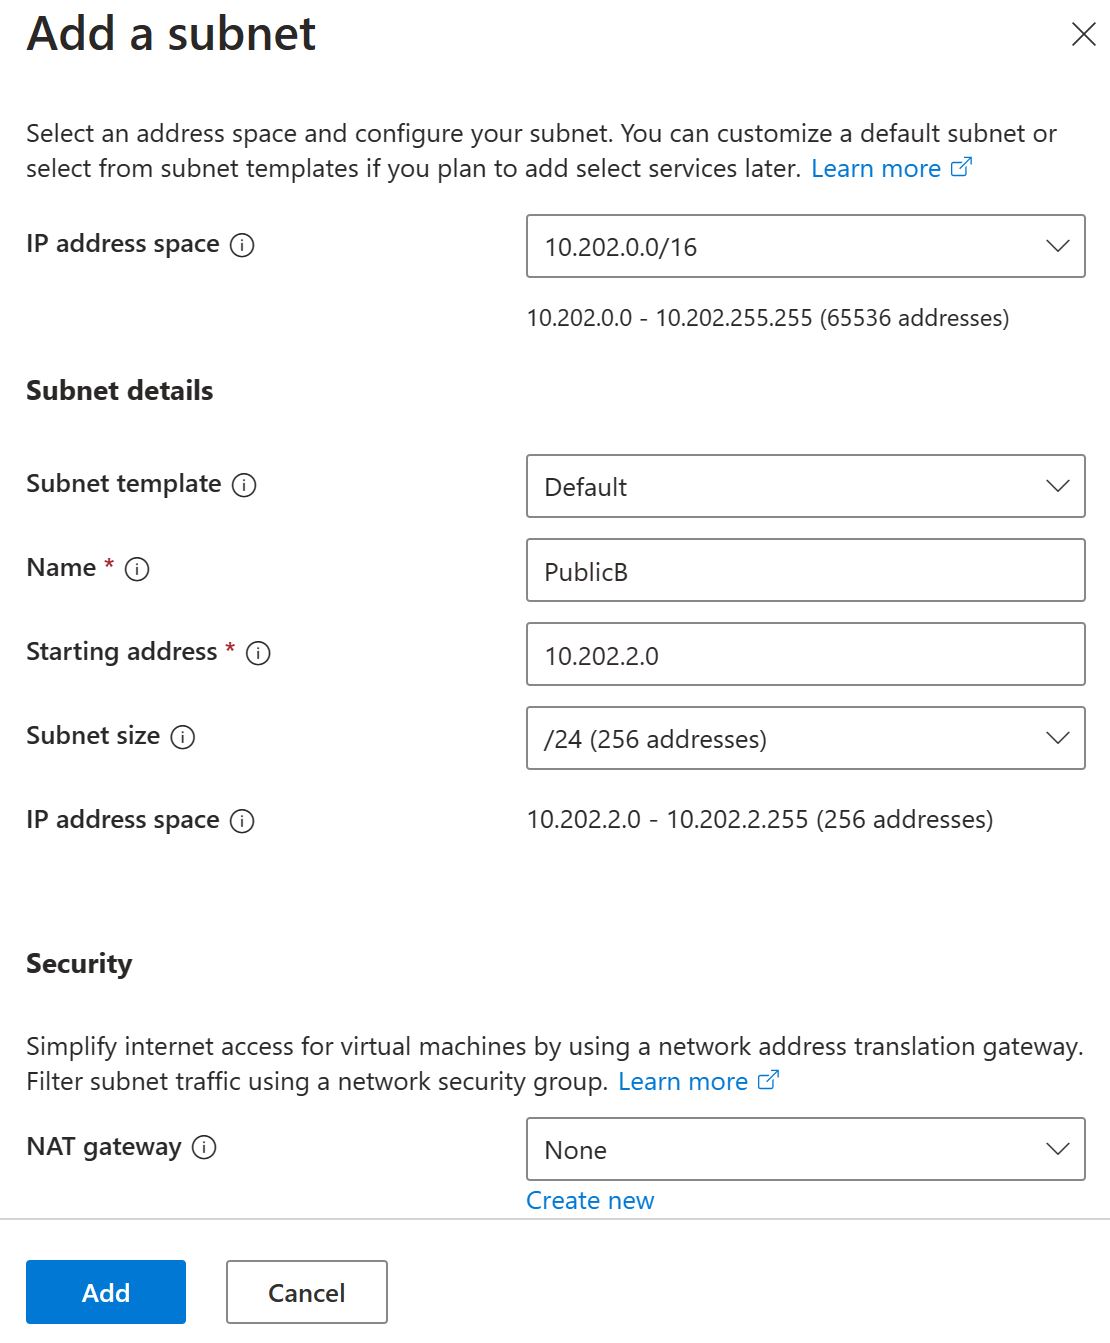 Add a subnet
Select an address space and configure your subnet. You can customize a default subnet or
select from subnet templates if you plan to add select services later. Learn more
IP address space
10.202.0.0/16
10.202.0.0 - 10.202.255.255 (65536 addresses)
Subnet details
Subnet template
Default
Name *
PublicB
Starting address *
10.202.2.0
Subnet size
/24 (256 addresses)
IP address space
10.202.2.0 - 10.202.2.255 (256 addresses)
Security
Simplify internet access for virtual machines by using a network address translation gateway.
Filter subnet traffic using a network security group. Learn more
NAT gateway
None
Create new
Add
Cancel